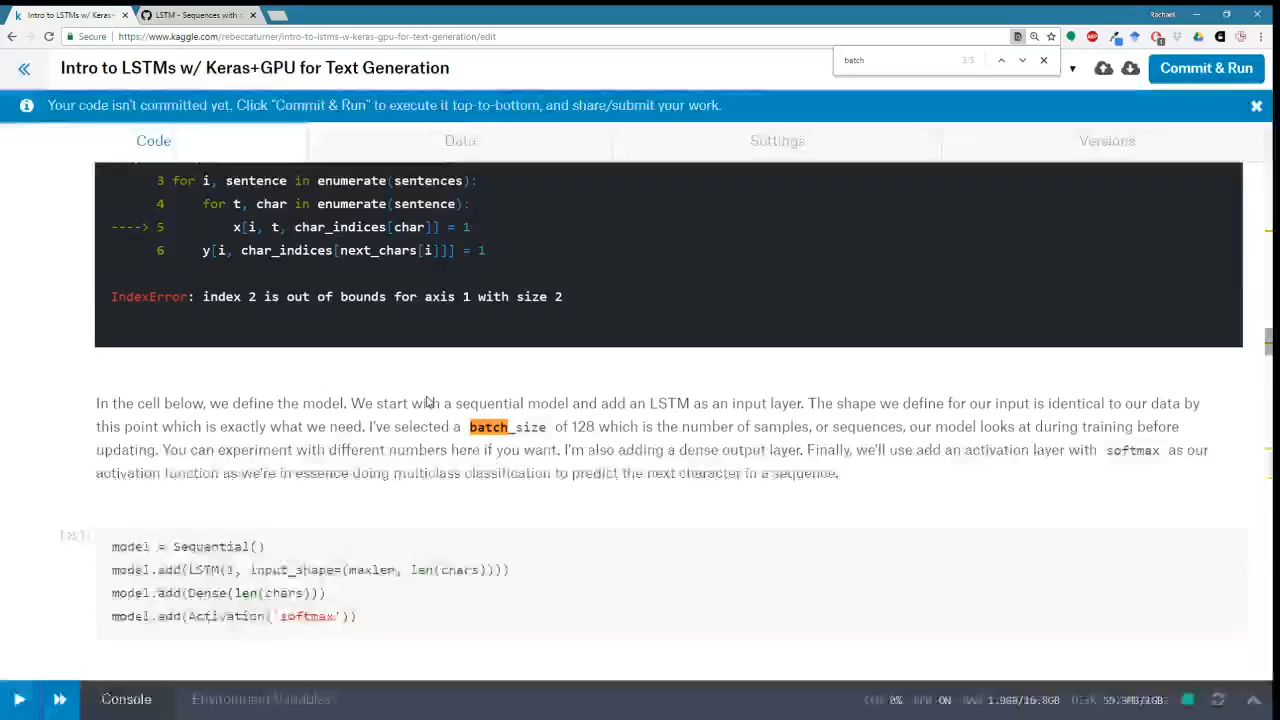 Intro to LSTMs w/ Keras+
LSTM - Sequences with
Rachael
Secure
https://www.kaggle.com/rebeccaturner/intro-to-lstms-w-keras-gpu-for-text-generation/edit
Intro to LSTMs w/ Keras+GPU for Text Generation
batch
3/5
Commit & Run
Your code isn't committed yet. Click "Commit & Run" to execute it top-to-bottom, and share/submit your work.
Code
Data
Settings
Versions
3 for i, sentence in enumerate(sentences):
4 for t, char in enumerate(sentence):
----> 5 x[i, t, char_indices[char]] = 1
6 y[i, char_indices[next_chars[i]]] = 1
IndexError: index 2 is out of bounds for axis 1 with size 2
In the cell below, we define the model. We start with a sequential model and add an LSTM as an input layer. The shape we define for our input is identical to our data by
this point which is exactly what we need. I've selected a batch_size of 128 which is the number of samples, or sequences, our model looks at during training before
updating. You can experiment with different numbers here if you want. I'm also adding a dense output layer. Finally, we'll use add an activation layer with softmax as our
activation function as we're in essence doing multiclass classification to predict the next character in a sequence.
model = Sequential()
model.add(LSTM( , input_shape=(maxlen, len(chars))))
model.add(Dense(len(chars)))
model.add(Activation('softmax'))
Console
Environment Variables
0%
ON
1.9GB/16.8GB